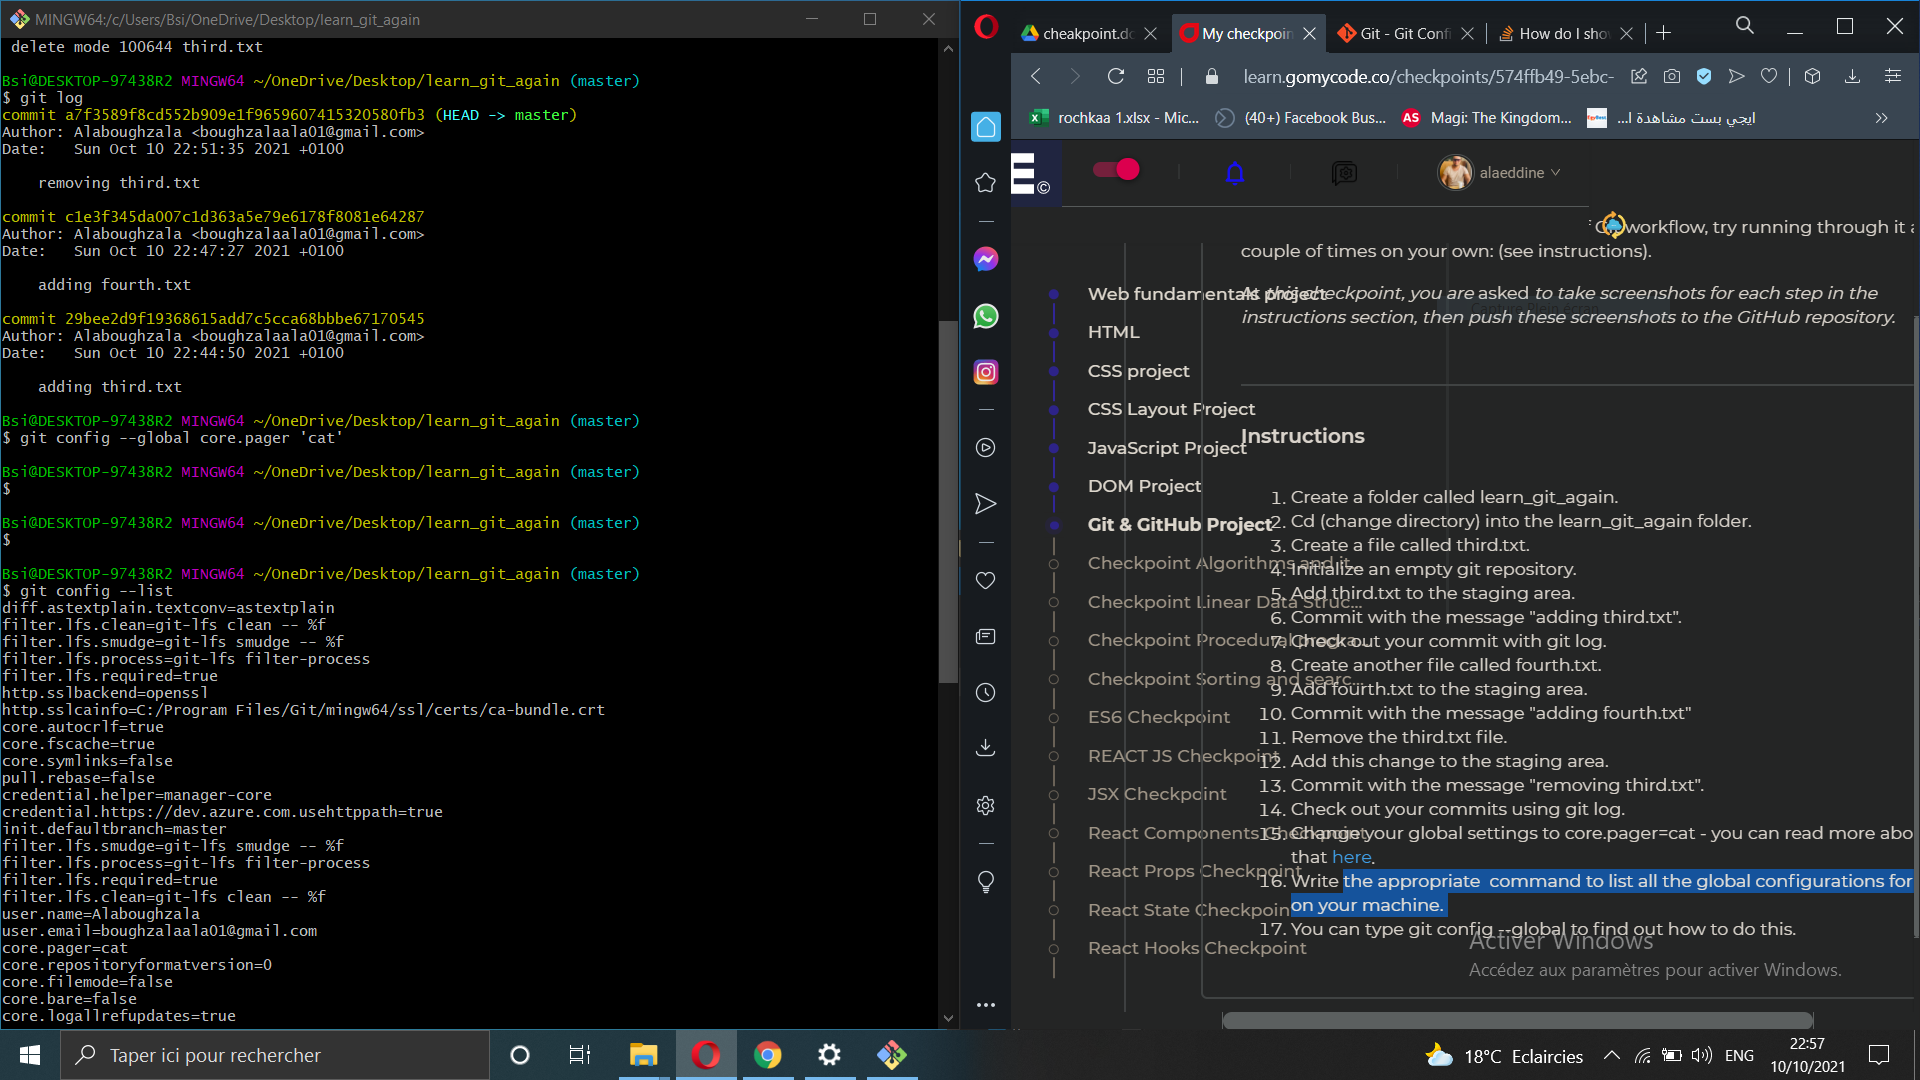 MINGW64:/c/Users/Bsi/OneDrive/Desktop/learn_git_again
delete mode 100644 third.txt
Bsi@DESKTOP-97438R2 MINGW64 ~/OneDrive/Desktop/learn_git_again (master)
$ git log
commit a7f3589f8cd552b909e1f9659607415320580fb3 (HEAD -> master)
Author: Alaboughzala <boughzalaala01@gmail.com>
Date:   Sun Oct 10 22:51:35 2021 +0100
removing third.txt
commit c1e3f345da007c1d363a5e79e6178f8081e64287
Author: Alaboughzala <boughzalaala01@gmail.com>
Date:   Sun Oct 10 22:47:27 2021 +0100
adding fourth.txt
commit 29bee2d9f19368615add7c5cca68bbbe67170545
Author: Alaboughzala <boughzalaala01@gmail.com>
Date:   Sun Oct 10 22:44:50 2021 +0100
adding third.txt
Bsi@DESKTOP-97438R2 MINGW64 ~/OneDrive/Desktop/learn_git_again (master)
$ git config --global core.pager 'cat'
Bsi@DESKTOP-97438R2 MINGW64 ~/OneDrive/Desktop/learn_git_again (master)
$
Bsi@DESKTOP-97438R2 MINGW64 ~/OneDrive/Desktop/learn_git_again (master)
$
Bsi@DESKTOP-97438R2 MINGW64 ~/OneDrive/Desktop/learn_git_again (master)
$ git config --list
diff.astextplain.textconv=astextplain
filter.lfs.clean=git-lfs clean -- %f
filter.lfs.smudge=git-lfs smudge -- %f
filter.lfs.process=git-lfs filter-process
filter.lfs.required=true
http.sslbackend=openssl
http.sslcainfo=C:/Program Files/Git/mingw64/ssl/certs/ca-bundle.crt
core.autocrlf=true
core.fscache=true
core.symlinks=false
pull.rebase=false
credential.helper=manager-core
credential.https://dev.azure.com.usehttppath=true
init.defaultbranch=master
filter.lfs.smudge=git-lfs smudge -- %f
filter.lfs.process=git-lfs filter-process
filter.lfs.required=true
filter.lfs.clean=git-lfs clean -- %f
user.name=Alaboughzala
user.email=boughzalaala01@gmail.com
core.pager=cat
core.repositoryformatversion=0
core.filemode=false
core.bare=false
core.logallrefupdates=true
cheakpoint.do
My checkpoin
Git - Git Confi
How do I sho
learn.gomycode.co/checkpoints/574ffb49-5ebc-
rochkaa 1.xlsx - Mic...
(40+) Facebook Bus...
AS Magi: The Kingdom...
ايجي بست مشاهدة ا...
E ©
alaeddine
workflow, try running through it a
couple of times on your own: (see instructions).
At this checkpoint, you are asked to take screenshots for each step in the
instructions section, then push these screenshots to the GitHub repository.
Web fundamentals project
HTML
CSS project
CSS Layout Project
JavaScript Project
DOM Project
Git & GitHub Project
Checkpoint Algorithms and it...
Checkpoint Linear Data Struc...
Checkpoint Procedural progra...
Checkpoint Sorting and searc...
ES6 Checkpoint
REACT JS Checkpoint
JSX Checkpoint
React Components Checkpoint
React Props Checkpoint
React State Checkpoint
React Hooks Checkpoint
Instructions
1. Create a folder called learn_git_again.
2. Cd (change directory) into the learn_git_again folder.
3. Create a file called third.txt.
4. Initialize an empty git repository.
5. Add third.txt to the staging area.
6. Commit with the message "adding third.txt".
7. Check out your commit with git log.
8. Create another file called fourth.txt.
9. Add fourth.txt to the staging area.
10. Commit with the message "adding fourth.txt"
11. Remove the third.txt file.
12. Add this change to the staging area.
13. Commit with the message "removing third.txt".
14. Check out your commits using git log.
15. Change your global settings to core.pager=cat - you can read more abo
that here.
16. Write the appropriate  command to list all the global configurations for
on your machine.
17. You can type git config --global to find out how to do this.
Activer Windows
Accédez aux paramètres pour activer Windows.
Taper ici pour rechercher
18°C Eclaircies
ENG
22:57
10/10/2021